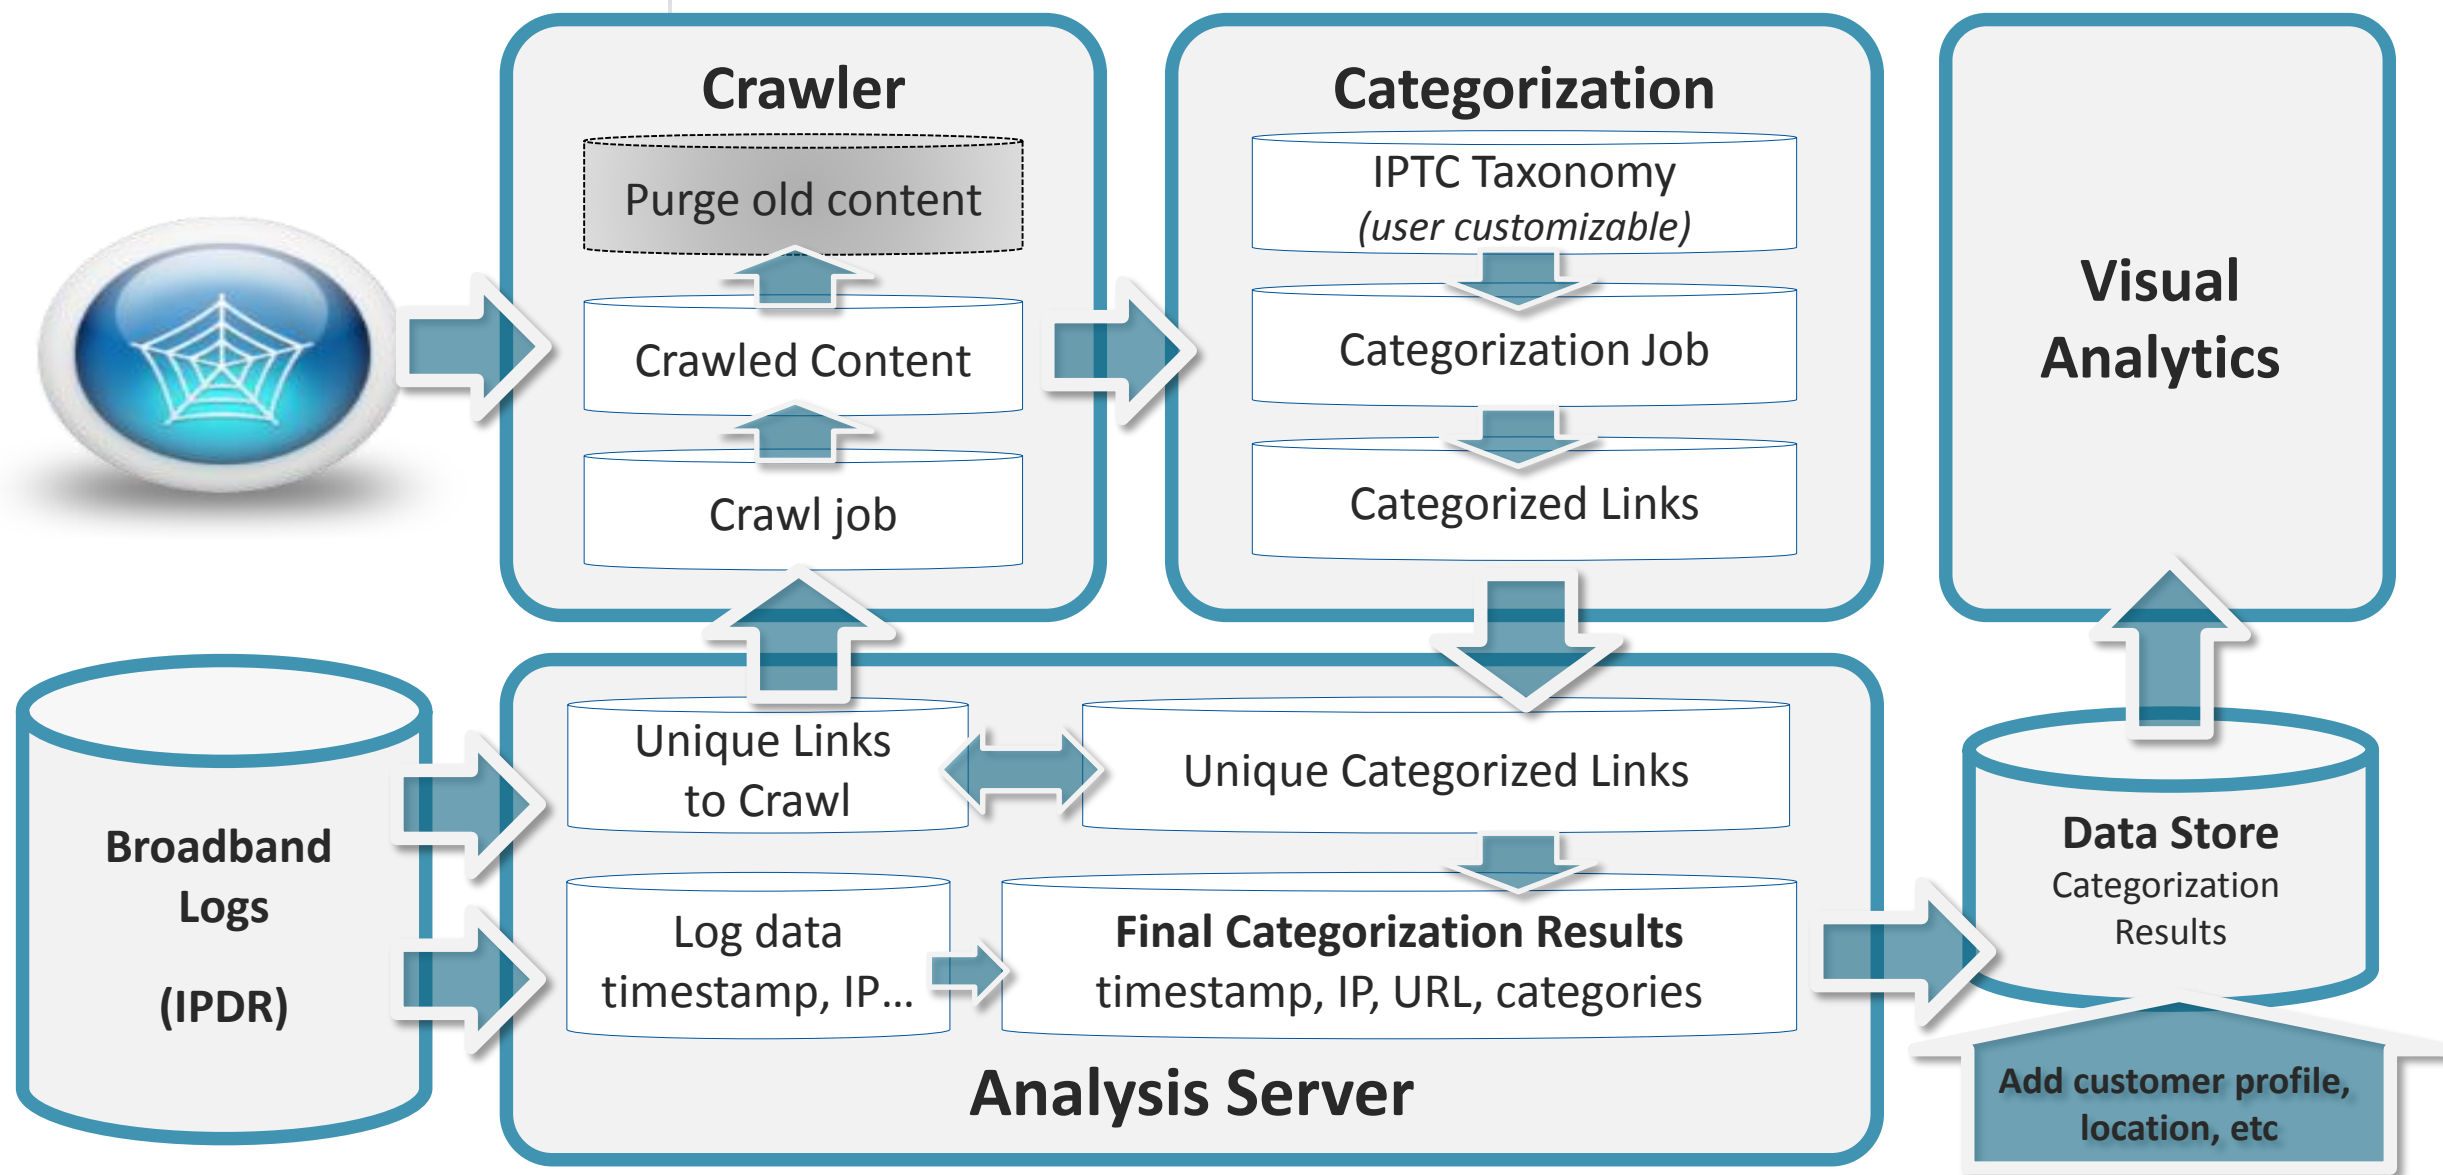 Crawler
Purge old content
Crawled Content
Crawl job
Categorization
IPTC Taxonomy
(user customizable)
Categorization Job
Categorized Links
Visual
Analytics
Broadband
Logs
(IPDR)
Unique Links
to Crawl
Unique Categorized Links
Log data
timestamp, IP...
Final Categorization Results
timestamp, IP, URL, categories
Analysis Server
Data Store
Categorization
Results
Add customer profile,
location, etc